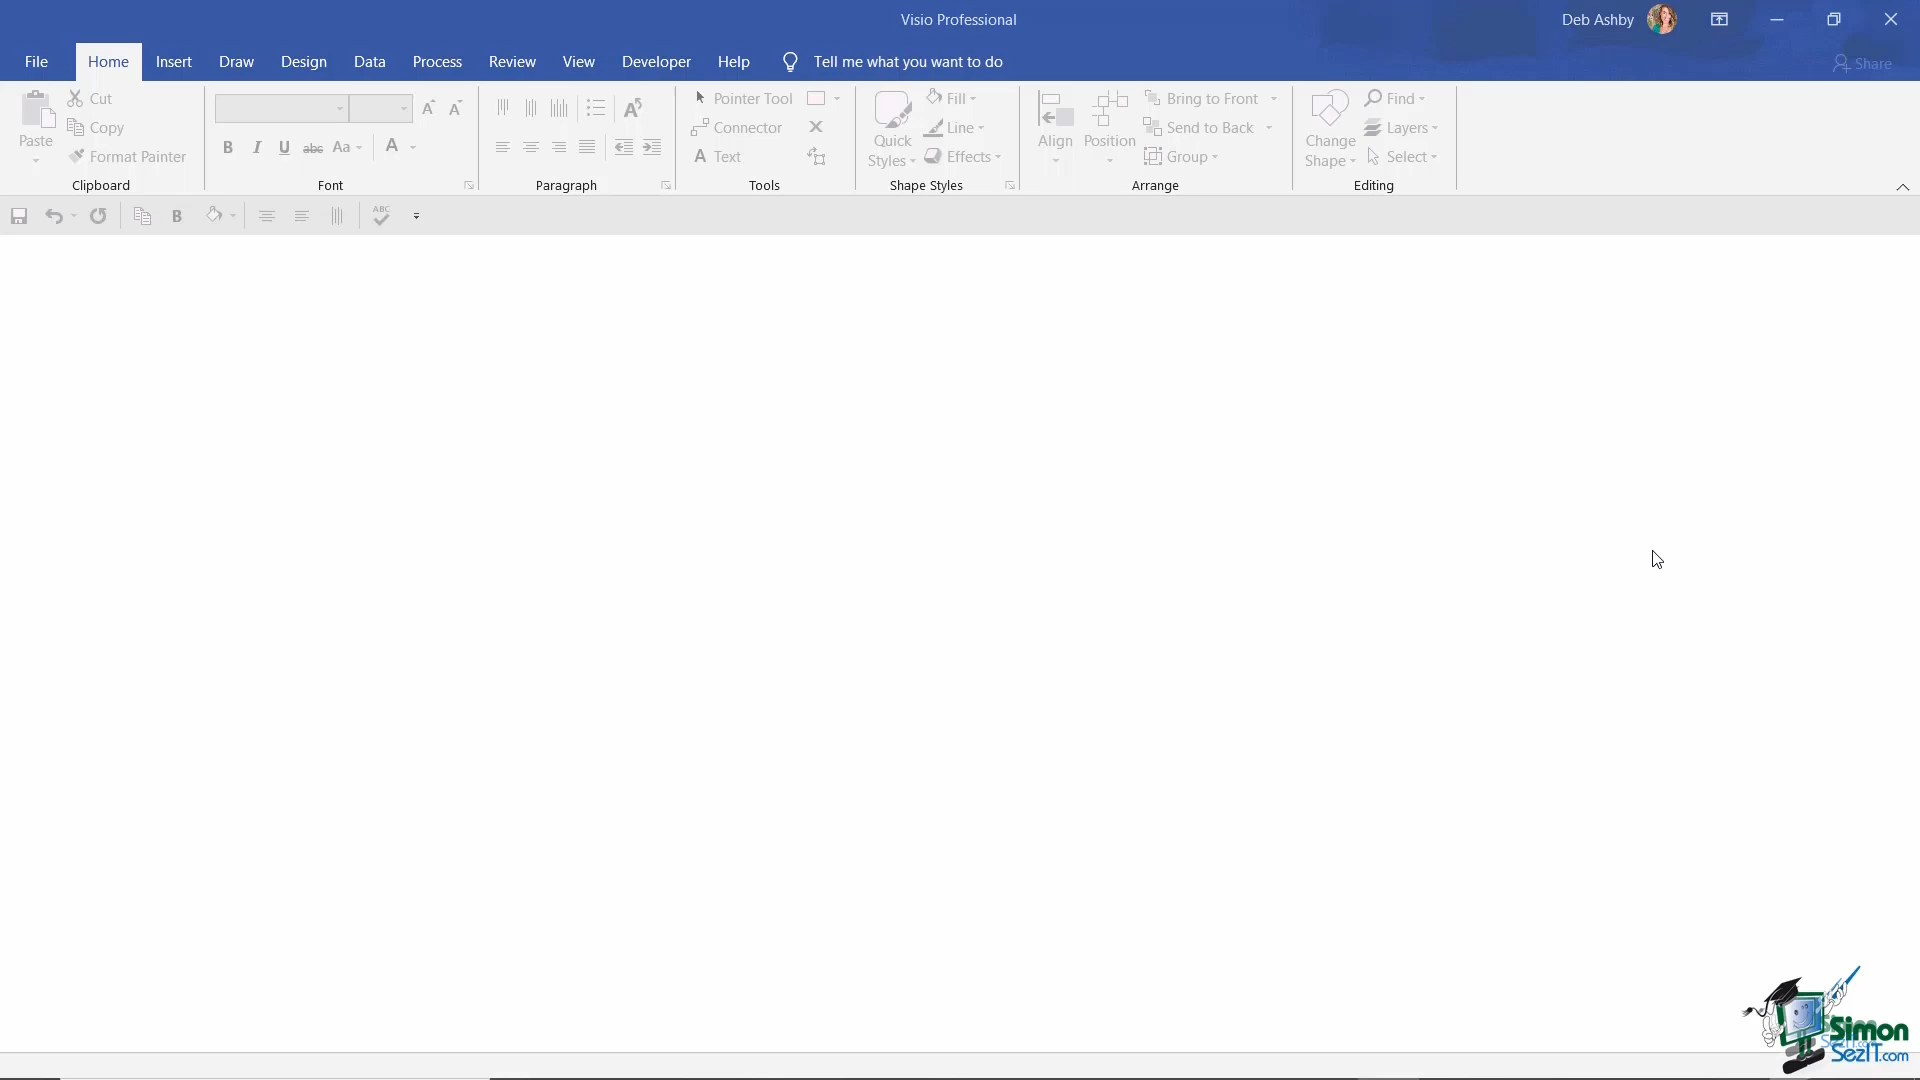 Visio Professional
Deb Ashby
File Home Insert Draw Design Data Process Review View Developer Help Tell me what you want to do Share
Paste
Cut
Copy
Format Painter
Clipboard
B I U abc Aa A
Font
Paragraph
Pointer Tool
Connector
A Text
Tools
Quick Styles
Fill
Line
Effects
Shape Styles
Align
Position
Bring to Front
Send to Back
Group
Arrange
Change Shape
Find
Layers
Select
Editing
B
ABC
Simon
SezIT.com